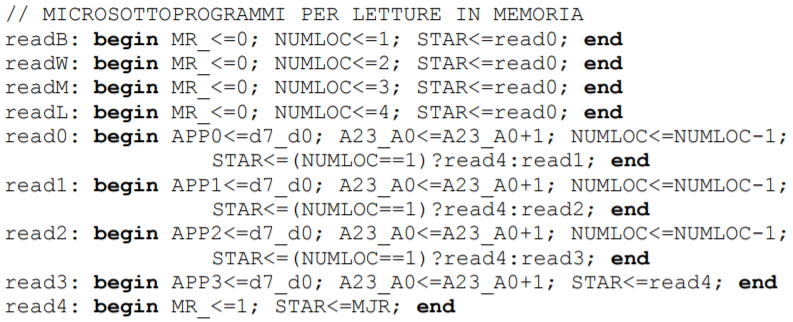 // MICROSOTTOPROGRAMMI PER LETTURE IN MEMORIA
readB: begin MR_<=0; NUMLOC<=1; STAR<=read0; end
readW: begin MR_<=0; NUMLOC<=2; STAR<=read0; end
readM: begin MR_<=0; NUMLOC<=3; STAR<=read0; end
readL: begin MR_<=0; NUMLOC<=4; STAR<=read0; end
read0: begin APP0<=d7_d0; A23_A0<=A23_A0+1; NUMLOC<=NUMLOC-1;
STAR<=(NUMLOC==1)?read4:read1; end
read1: begin APP1<=d7_d0; A23_A0<=A23_A0+1; NUMLOC<=NUMLOC-1;
STAR<=(NUMLOC==1)?read4:read2; end
read2: begin APP2<=d7_d0; A23_A0<=A23_A0+1; NUMLOC<=NUMLOC-1;
STAR<=(NUMLOC==1)?read4:read3; end
read3: begin APP3<=d7_d0; A23_A0<=A23_A0+1; STAR<=read4; end
read4: begin MR_<=1; STAR<=MJR; end